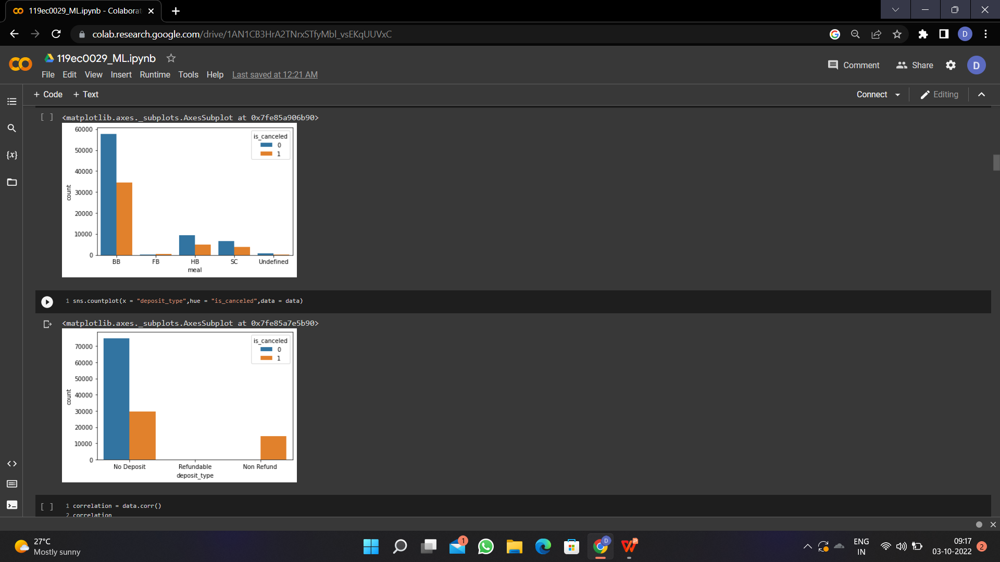 119ec0029_ML.ipynb - Colaborat
colab.research.google.com/drive/1AN1CB3HrA2TNrxSTfyMbl_vsEKqUUVxC
D
119ec0029_ML.ipynb
File Edit View Insert Runtime Tools Help Last saved at 12:21 AM
Comment Share D
+ Code + Text
Connect Editing
{x}
[ ] <matplotlib.axes._subplots.AxesSubplot at 0x7fe85a906b90>
is_canceled
0
1
60000
50000
40000
30000
20000
10000
0
count
BB FB HB SC Undefined
meal
1 sns.countplot(x = "deposit_type",hue = "is_canceled",data = data)
<matplotlib.axes._subplots.AxesSubplot at 0x7fe85a7e5b90>
is_canceled
0
1
70000
60000
50000
40000
30000
20000
10000
0
count
No Deposit Refundable Non Refund
deposit_type
[ ] 1 correlation = data.corr()
2 correlation
27°C
Mostly sunny
1
D
P
ENG
IN
09:17
03-10-2022
2